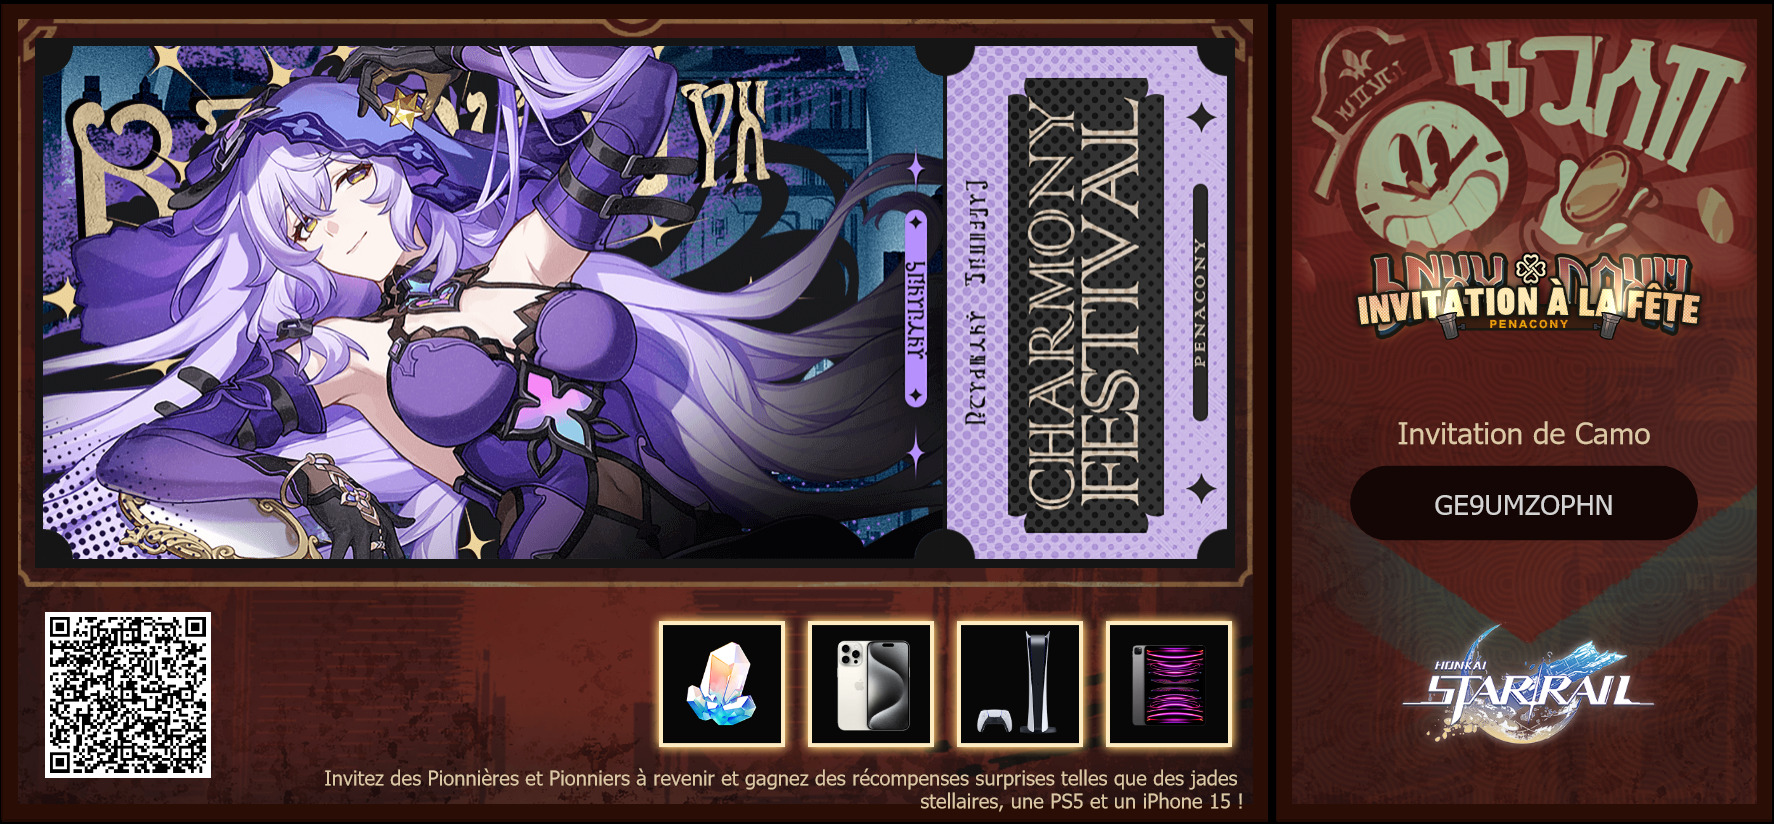 CHARMONY
FESTIVAL
PENACONY
INVITATION À LA FÊTE
PENACONY
Invitation de Camo
GE9UMZOPHN
HONKAI
STAR RAIL
Invitez des Pionnières et Pionniers à revenir et gagnez des récompenses surprises telles que des jades
stellaires, une PS5 et un iPhone 15 !